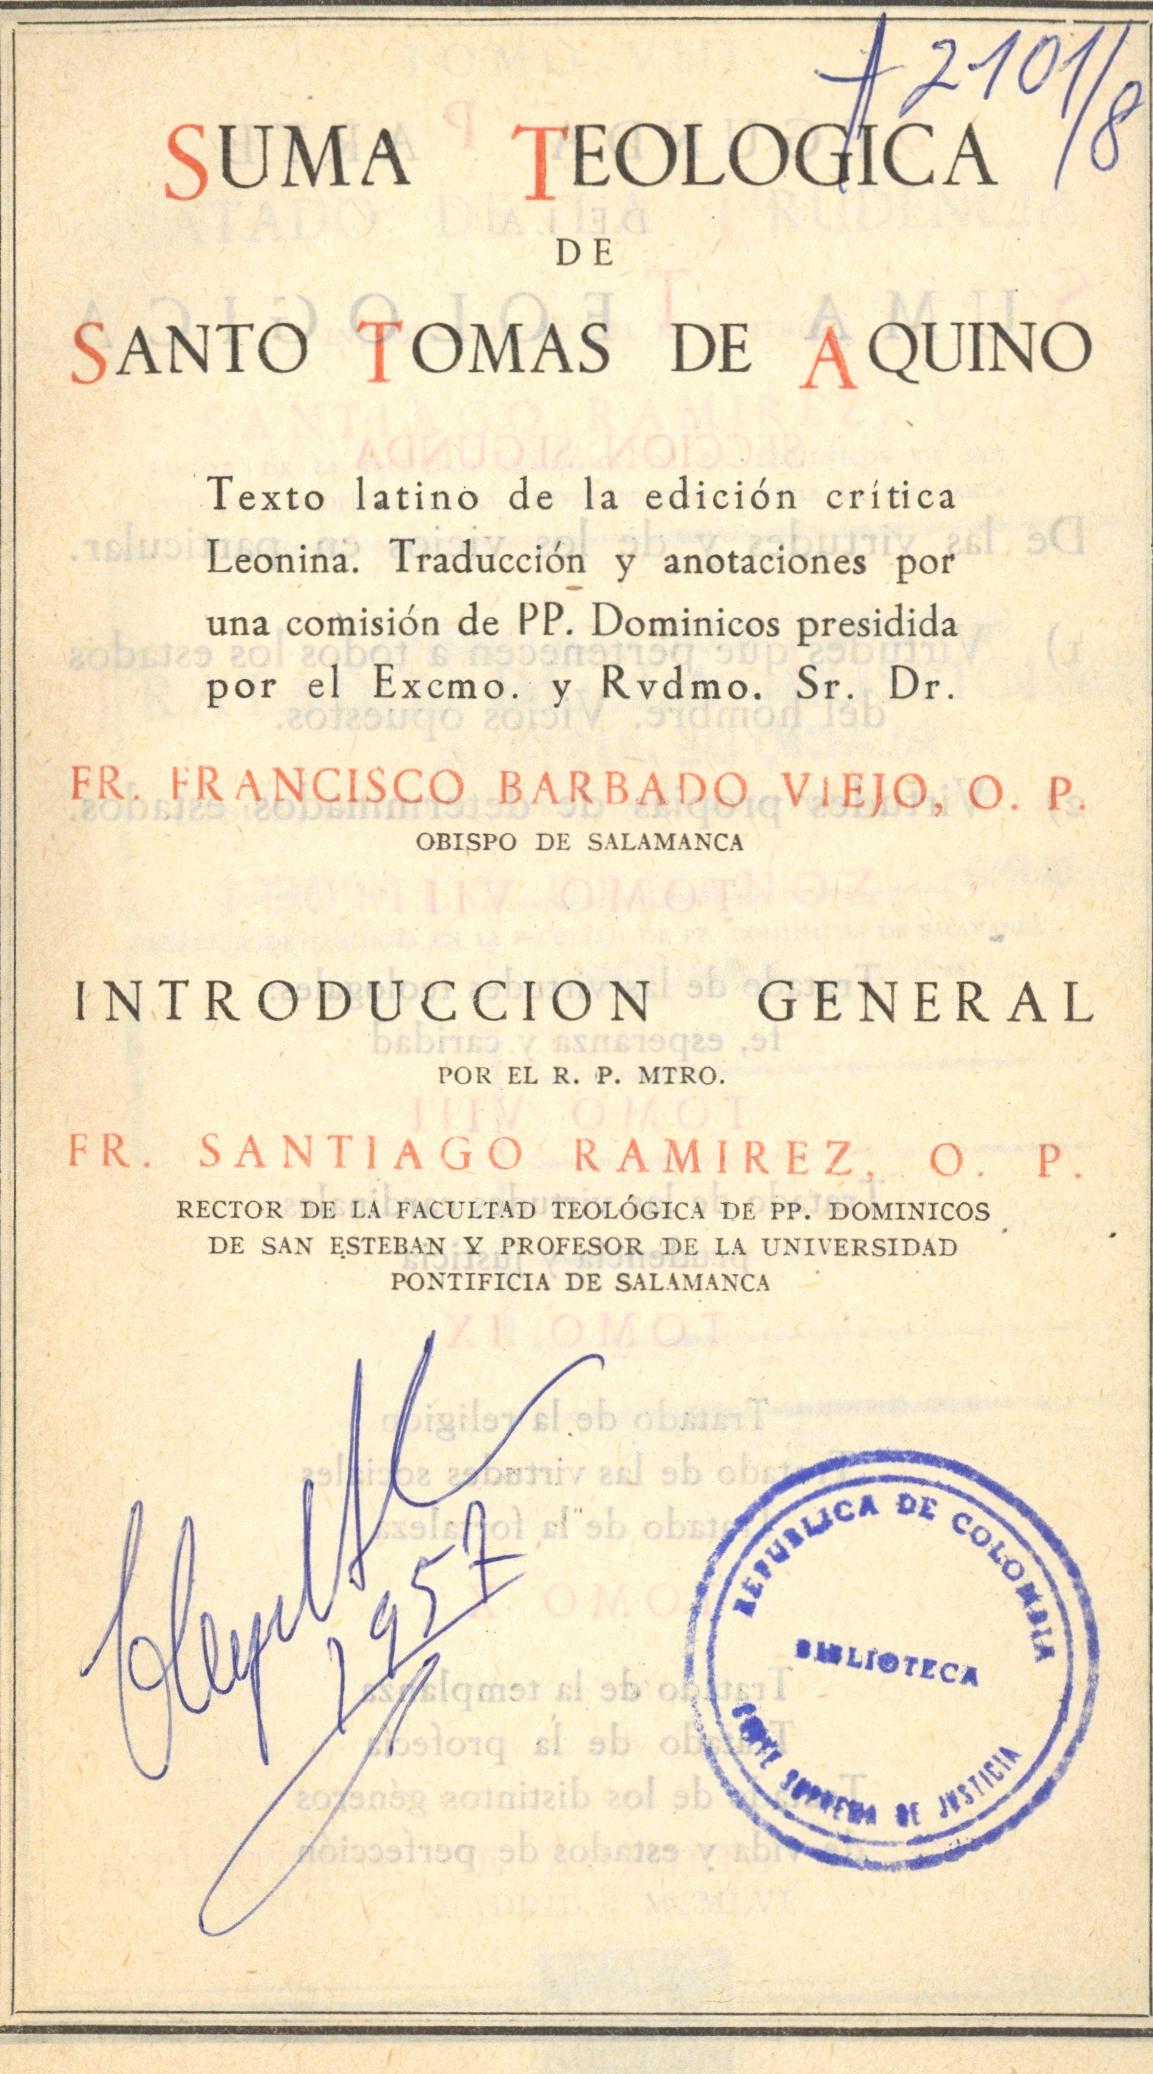 A 2101/8
SUMA TEOLOGICA
DE
SANTO TOMAS DE AQUINO
Texto latino de la edición crítica
Leonina. Traducción y anotaciones por
una comisión de PP. Dominicos presidida
por el Excmo. y Rvdmo. Sr. Dr.
FR. FRANCISCO BARBADO VIEJO, O. P.
OBISPO DE SALAMANCA
INTRODUCCION GENERAL
POR EL R. P. MTRO.
FR. SANTIAGO RAMIREZ, O. P.
RECTOR DE LA FACULTAD TEOLÓGICA DE PP. DOMINICOS
DE SAN ESTEBAN Y PROFESOR DE LA UNIVERSIDAD
PONTIFICIA DE SALAMANCA
1957
REPUBLICA DE COLOMBIA
BIBLIOTECA
CORTE SUPREMA DE JUSTICIA